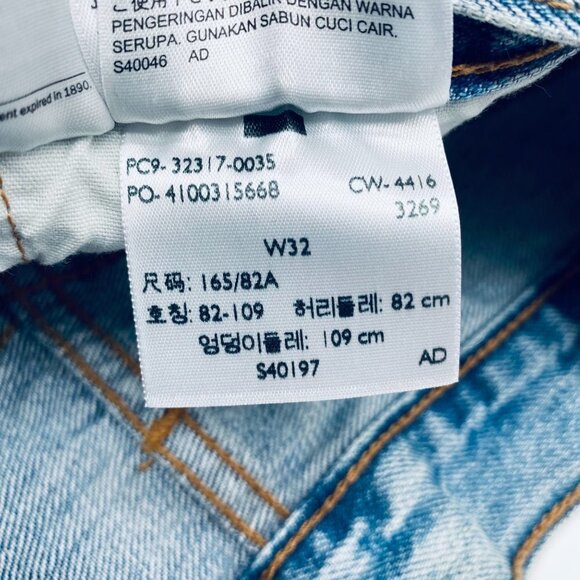 PENGERINGAN DIBALIK DENGAN WARNA
SERUPA. GUNAKAN SABUN CUCI CAIR.
S40046 AD
ent expired in 1890.
PC9-32317-0035
PO-4100315668 CW-4416
3269
W32
尺码: 165/82A
호칭: 82-109 허리둘레: 82 cm
엉덩이둘레: 109 cm
S40197 AD